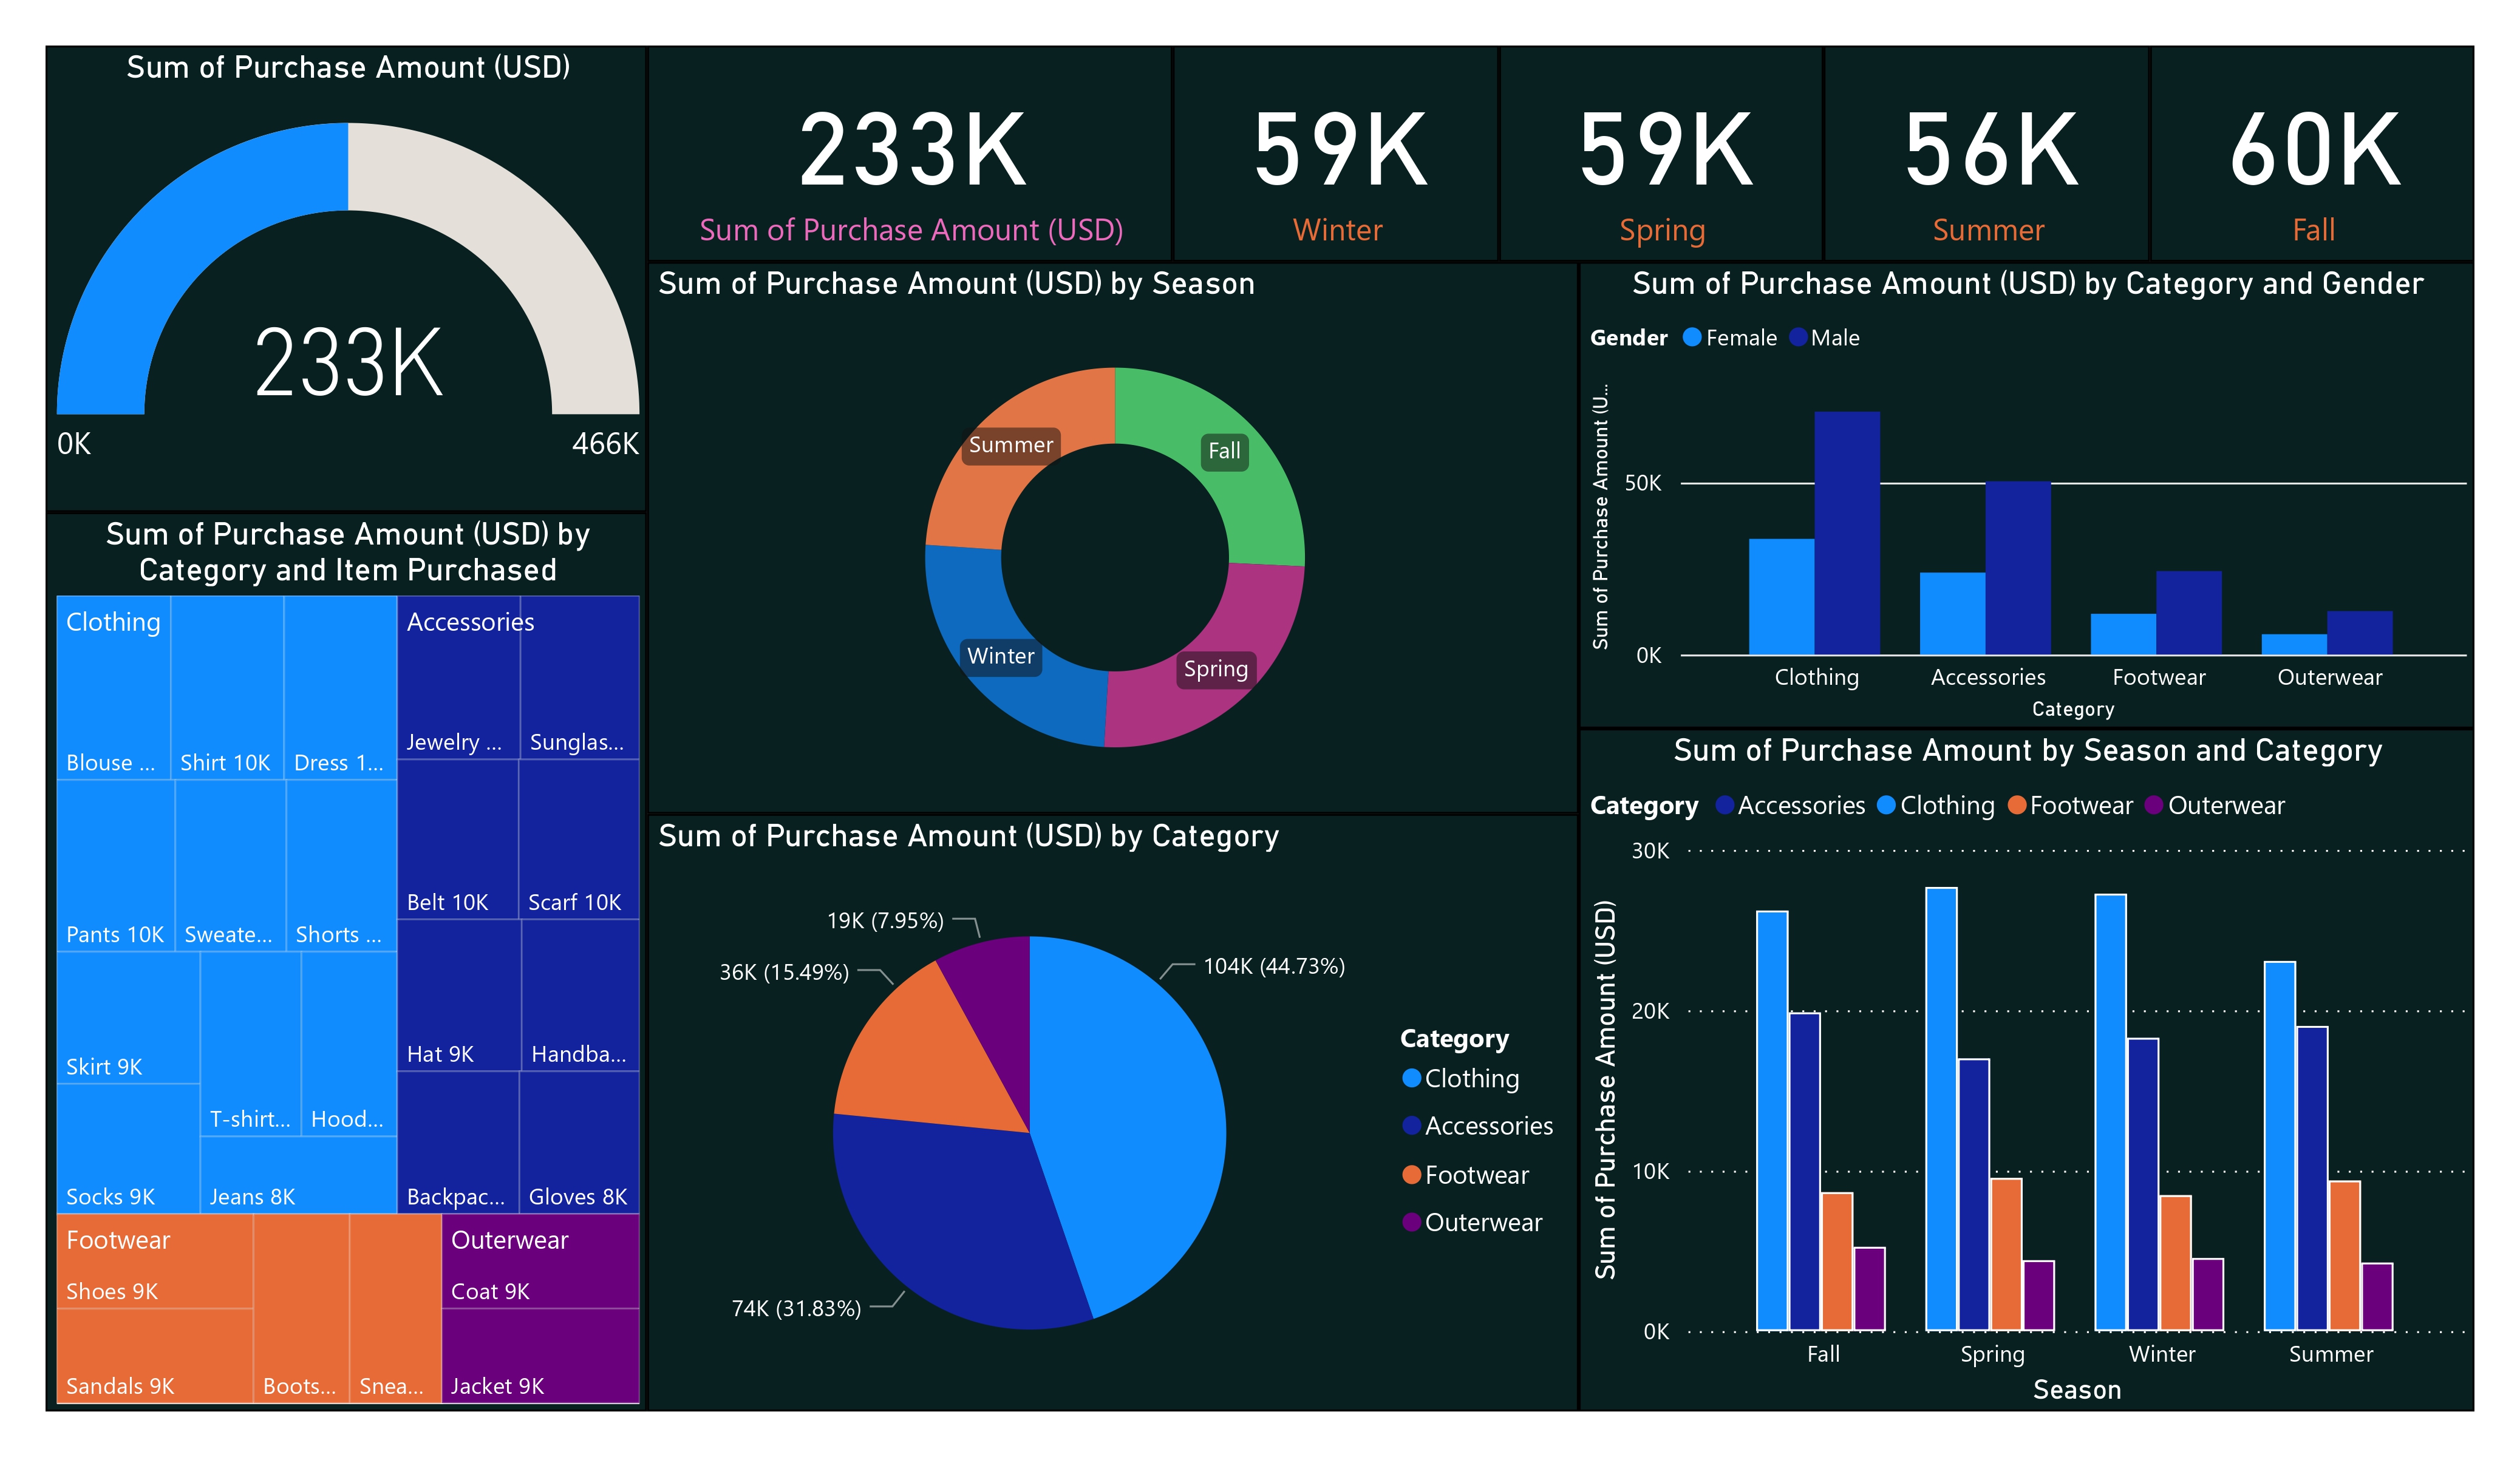 Sum of Purchase Amount (USD)
233K
0K
466K
233K
Sum of Purchase Amount (USD)
59K
Winter
59K
Spring
56K
Summer
60K
Fall
Sum of Purchase Amount (USD) by
Category and Item Purchased
Clothing
Blouse ...
Shirt 10K
Dress 1...
Pants 10K
Sweate...
Shorts ...
Skirt 9K
T-shirt...
Hood...
Socks 9K
Jeans 8K
Accessories
Jewelry ...
Sunglas...
Belt 10K
Scarf 10K
Hat 9K
Handba...
Backpac...
Gloves 8K
Footwear
Shoes 9K
Sandals 9K
Boots...
Snea...
Outerwear
Coat 9K
Jacket 9K
Sum of Purchase Amount (USD) by Season
Summer
Fall
Winter
Spring
Sum of Purchase Amount (USD) by Category
19K (7.95%)
36K (15.49%)
104K (44.73%)
74K (31.83%)
Category
Clothing
Accessories
Footwear
Outerwear
Sum of Purchase Amount (USD) by Category and Gender
Gender Female Male
Sum of Purchase Amount (U...
50K
0K
Clothing Accessories Footwear Outerwear
Category
Sum of Purchase Amount by Season and Category
Category Accessories Clothing Footwear Outerwear
Sum of Purchase Amount (USD)
30K
20K
10K
0K
Fall Spring Winter Summer
Season